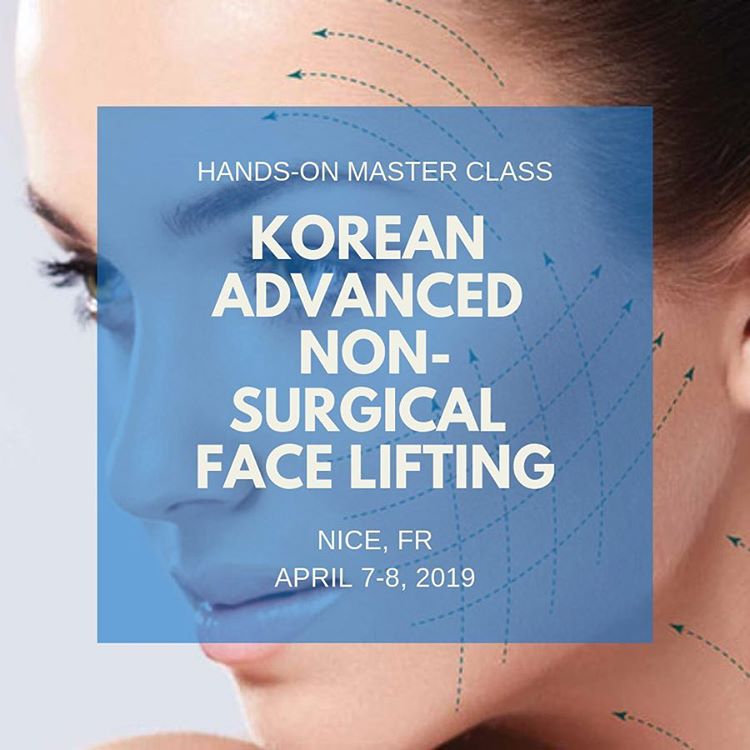 HANDS-ON MASTER CLASS
KOREAN
ADVANCED
NON-
SURGICAL
FACE LIFTING
NICE, FR
APRIL 7-8, 2019